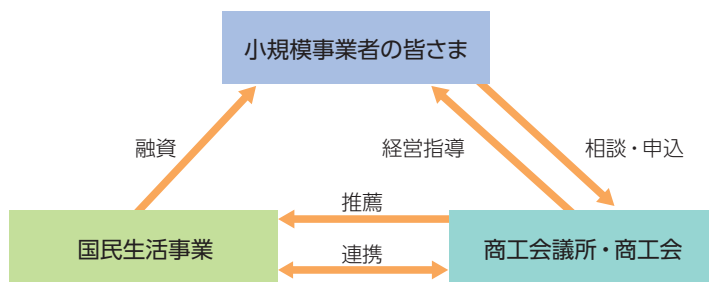 小規模事業者の皆さま
融資
経営指導
相談・申込
推薦
国民生活事業
商工会議所・商工会
連携